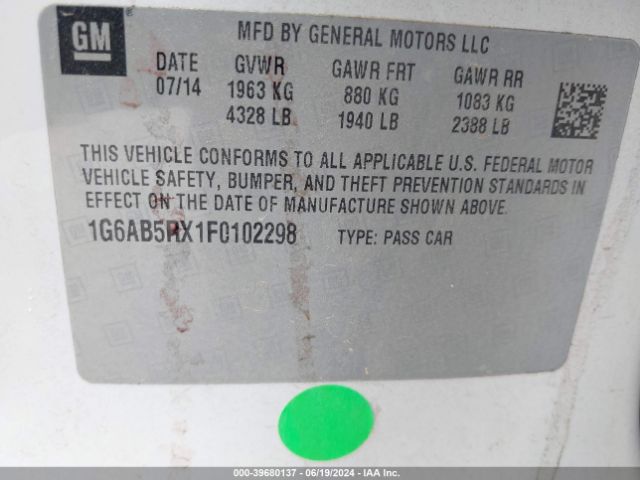 GM
MFD BY GENERAL MOTORS LLC
DATE GVWR GAWR FRT GAWR RR
07/14 1963 KG 880 KG 1083 KG
4328 LB 1940 LB 2388 LB
THIS VEHICLE CONFORMS TO ALL APPLICABLE U.S. FEDERAL MOTOR
VEHICLE SAFETY, BUMPER, AND THEFT PREVENTION STANDARDS IN
EFFECT ON THE DATE OF MANUFACTURE SHOWN ABOVE.
1G6AB5RX1F0102298 TYPE: PASS CAR
000-39680137 - 06/19/2024 - IAAI.COM